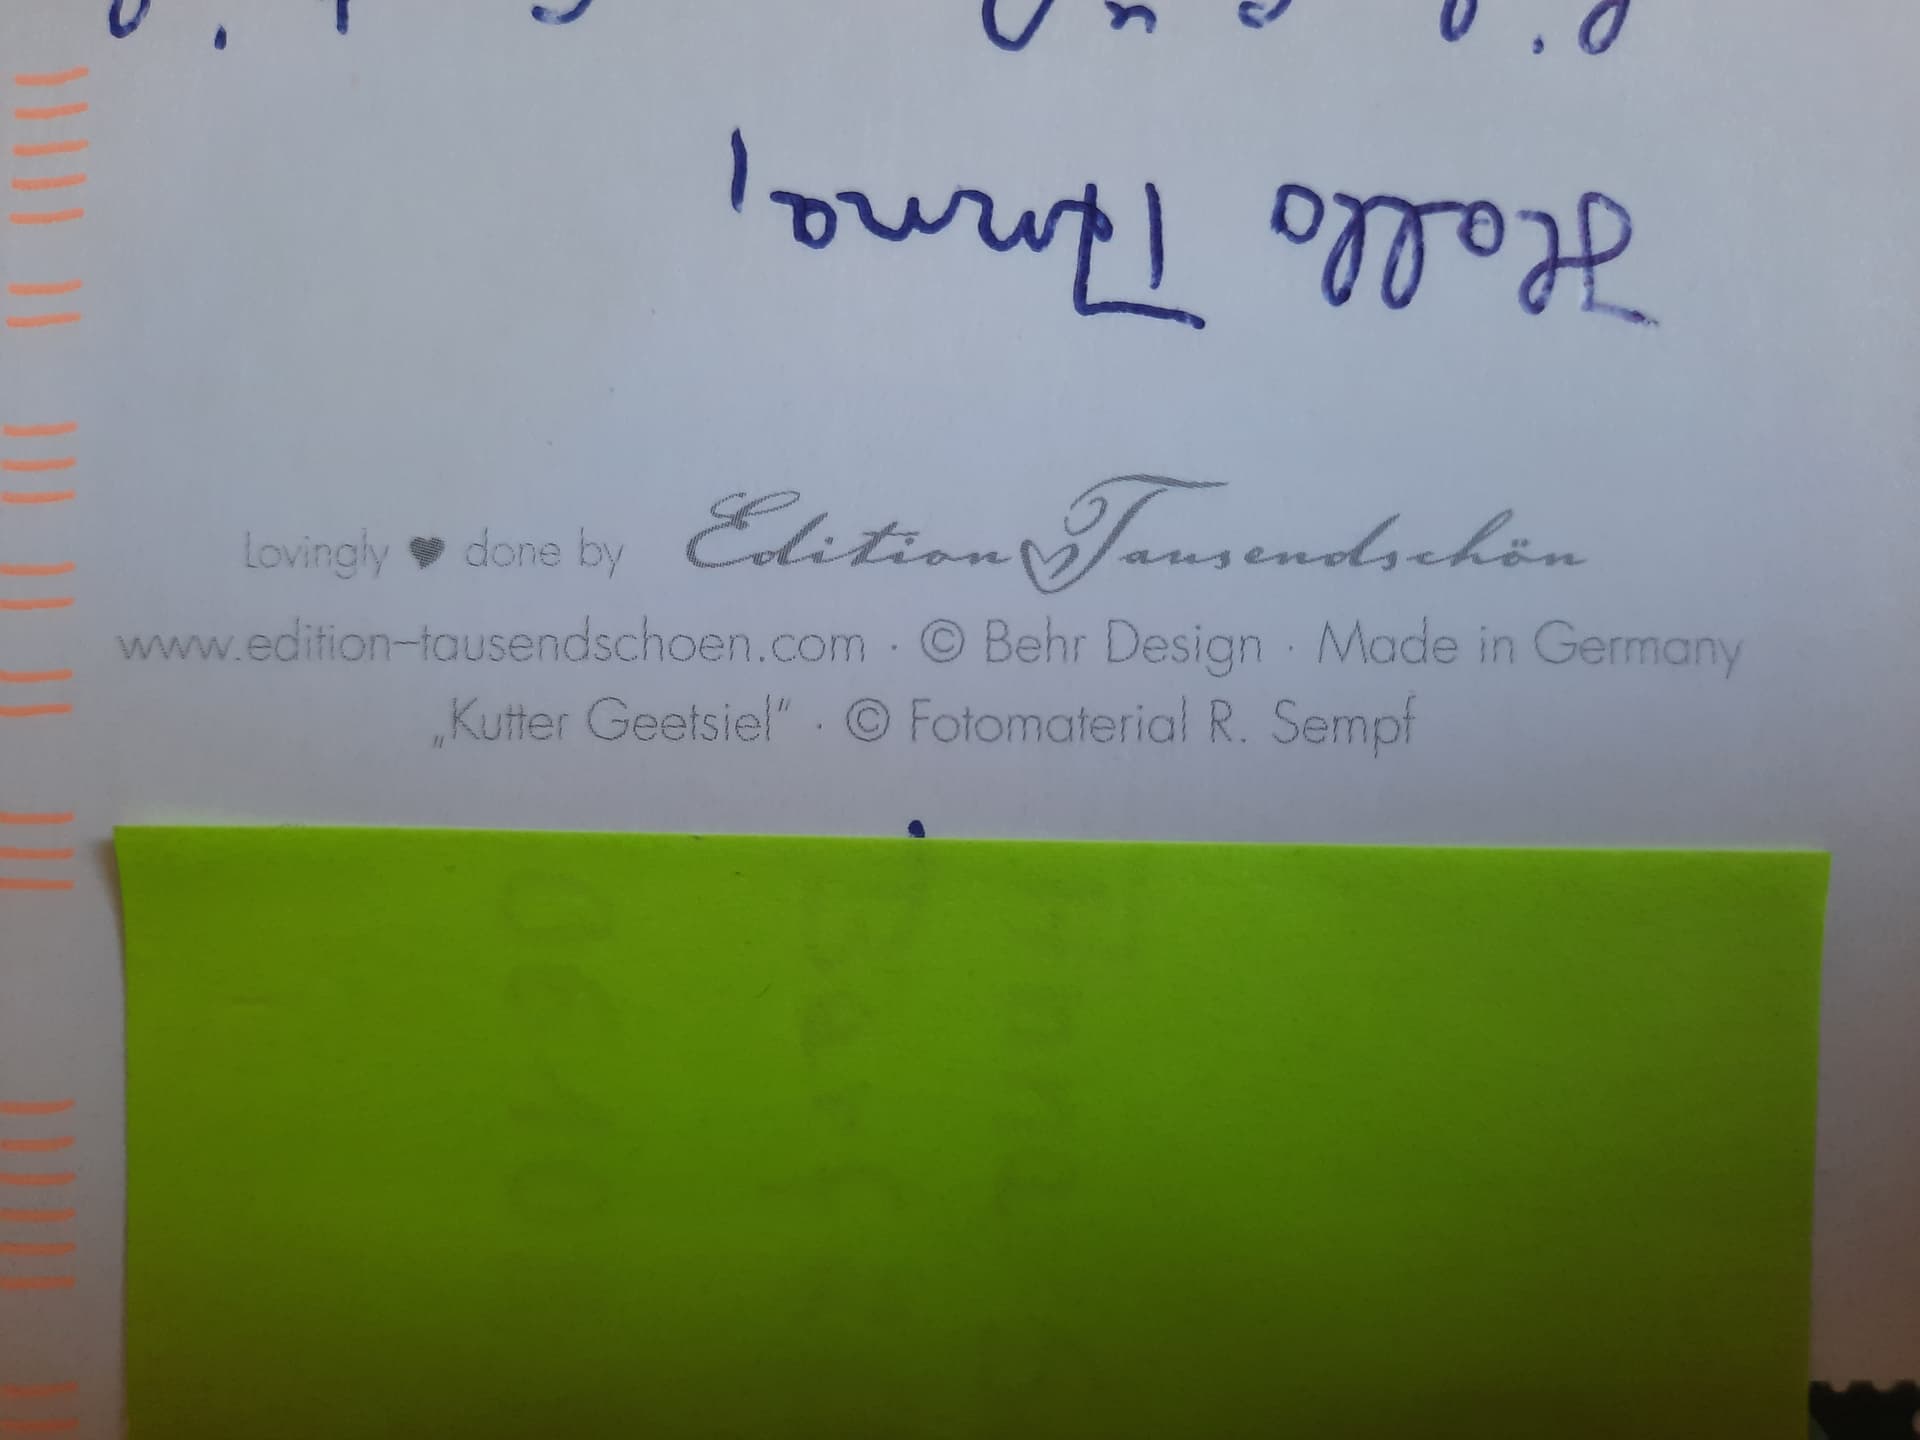 Hallo
Lovingly ♥ done by Edition Tausendschön
www.edition-tausendschoen.com · © Behr Design · Made in Germany
„Kutter Geetsiel“ · © Fotomaterial R. Sempf